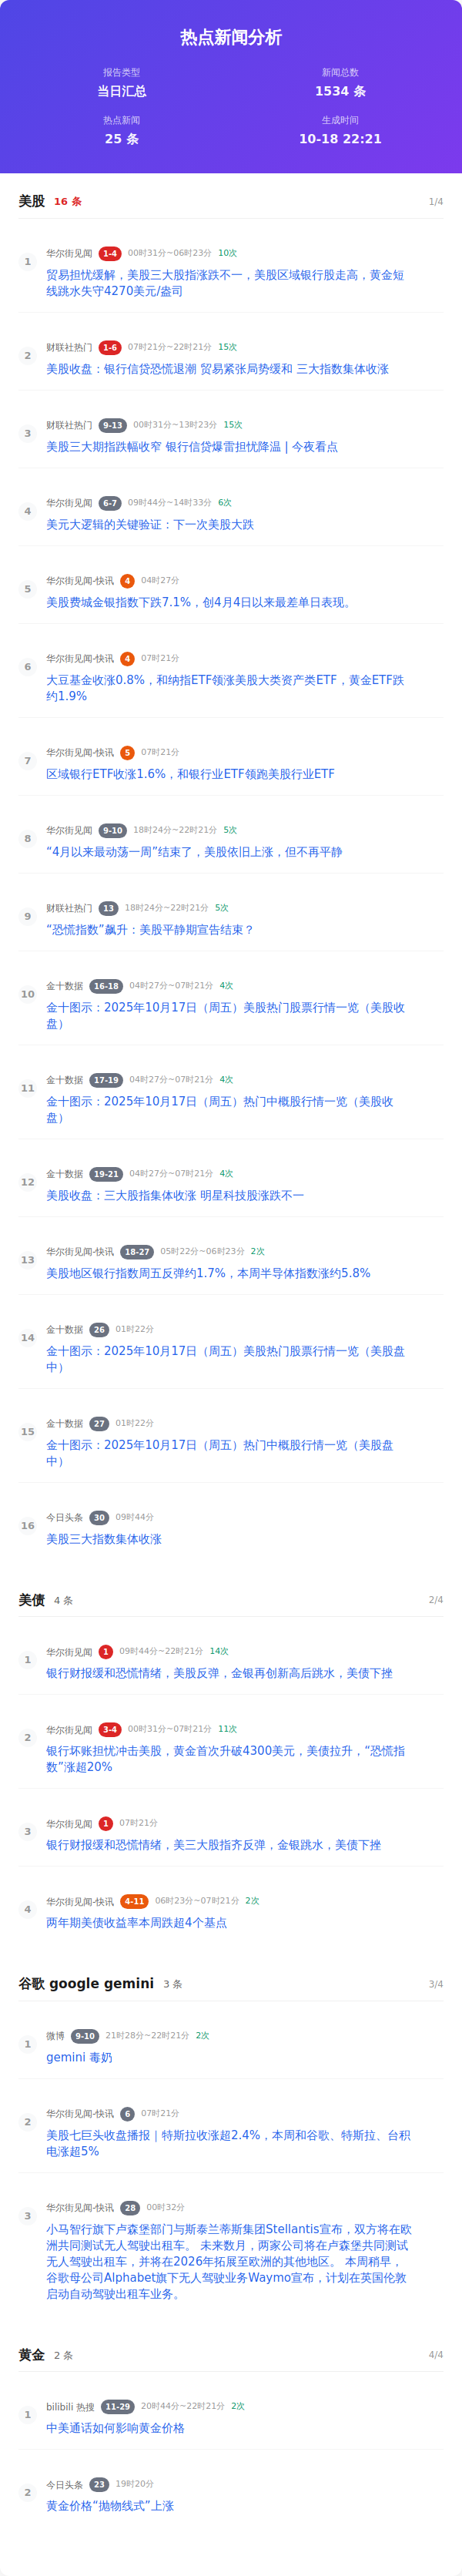 热点新闻分析
报告类型
新闻总数
当日汇总
1534 条
热点新闻
生成时间
25 条
10-18 22:21
美股 16 条 1/4
1 华尔街见闻 1-4 00时31分~06时23分 10次
贸易担忧缓解，美股三大股指涨跌不一，美股区域银行股走高，黄金短
线跳水失守4270美元/盎司
2 财联社热门 1-6 07时21分~22时21分 15次
美股收盘：银行信贷恐慌退潮 贸易紧张局势缓和 三大指数集体收涨
3 财联社热门 9-13 00时31分~13时23分 15次
美股三大期指跌幅收窄 银行信贷爆雷担忧降温 | 今夜看点
4 华尔街见闻 6-7 09时44分~14时33分 6次
美元大逻辑的关键验证：下一次美股大跌
5 华尔街见闻-快讯 4 04时27分
美股费城金银指数下跌7.1%，创4月4日以来最差单日表现。
6 华尔街见闻-快讯 4 07时21分
大豆基金收涨0.8%，和纳指ETF领涨美股大类资产类ETF，黄金ETF跌
约1.9%
7 华尔街见闻-快讯 5 07时21分
区域银行ETF收涨1.6%，和银行业ETF领跑美股行业ETF
8 华尔街见闻 9-10 18时24分~22时21分 5次
“4月以来最动荡一周”结束了，美股依旧上涨，但不再平静
9 财联社热门 13 18时24分~22时21分 5次
“恐慌指数”飙升：美股平静期宣告结束？
10 金十数据 16-18 04时27分~07时21分 4次
金十图示：2025年10月17日（周五）美股热门股票行情一览（美股收
盘）
11 金十数据 17-19 04时27分~07时21分 4次
金十图示：2025年10月17日（周五）热门中概股行情一览（美股收
盘）
12 金十数据 19-21 04时27分~07时21分 4次
美股收盘：三大股指集体收涨 明星科技股涨跌不一
13 华尔街见闻-快讯 18-27 05时22分~06时23分 2次
美股地区银行指数周五反弹约1.7%，本周半导体指数涨约5.8%
14 金十数据 26 01时22分
金十图示：2025年10月17日（周五）美股热门股票行情一览（美股盘
中）
15 金十数据 27 01时22分
金十图示：2025年10月17日（周五）热门中概股行情一览（美股盘
中）
16 今日头条 30 09时44分
美股三大指数集体收涨
美债 4 条 2/4
1 华尔街见闻 1 09时44分~22时21分 14次
银行财报缓和恐慌情绪，美股反弹，金银再创新高后跳水，美债下挫
2 华尔街见闻 3-4 00时31分~07时21分 11次
银行坏账担忧冲击美股，黄金首次升破4300美元，美债拉升，“恐慌指
数”涨超20%
3 华尔街见闻 1 07时21分
银行财报缓和恐慌情绪，美三大股指齐反弹，金银跳水，美债下挫
4 华尔街见闻-快讯 4-11 06时23分~07时21分 2次
两年期美债收益率本周跌超4个基点
谷歌 google gemini 3 条 3/4
1 微博 9-10 21时28分~22时21分 2次
gemini 毒奶
2 华尔街见闻-快讯 6 07时21分
美股七巨头收盘播报｜特斯拉收涨超2.4%，本周和谷歌、特斯拉、台积
电涨超5%
3 华尔街见闻-快讯 28 00时32分
小马智行旗下卢森堡部门与斯泰兰蒂斯集团Stellantis宣布，双方将在欧
洲共同测试无人驾驶出租车。 未来数月，两家公司将在卢森堡共同测试
无人驾驶出租车，并将在2026年拓展至欧洲的其他地区。 本周稍早，
谷歌母公司Alphabet旗下无人驾驶业务Waymo宣布，计划在英国伦敦
启动自动驾驶出租车业务。
黄金 2 条 4/4
1 bilibili 热搜 11-29 20时44分~22时21分 2次
中美通话如何影响黄金价格
2 今日头条 23 19时20分
黄金价格“抛物线式”上涨